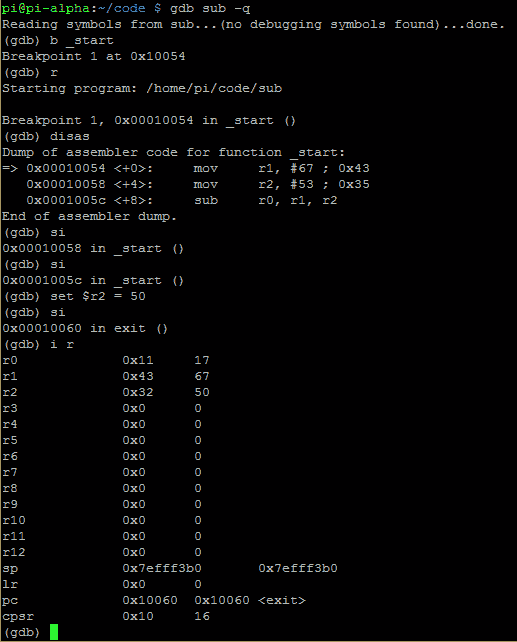 pi@pi-alpha:~/code $ gdb sub -q
Reading symbols from sub...(no debugging symbols found)...done.
(gdb) b _start
Breakpoint 1 at 0x10054
(gdb) r
Starting program: /home/pi/code/sub
Breakpoint 1, 0x00010054 in _start ()
(gdb) disas
Dump of assembler code for function _start:
=> 0x00010054 <+0>:     mov     r1, #67 ; 0x43
   0x00010058 <+4>:     mov     r2, #53 ; 0x35
   0x0001005c <+8>:     sub     r0, r1, r2
End of assembler dump.
(gdb) si
0x00010058 in _start ()
(gdb) si
0x0001005c in _start ()
(gdb) set $r2 = 50
(gdb) si
0x00010060 in exit ()
(gdb) i r
r0             0x11     17
r1             0x43     67
r2             0x32     50
r3             0x0      0
r4             0x0      0
r5             0x0      0
r6             0x0      0
r7             0x0      0
r8             0x0      0
r9             0x0      0
r10            0x0      0
r11            0x0      0
r12            0x0      0
sp             0x7efff3b0       0x7efff3b0
lr             0x0      0
pc             0x10060  0x10060 <exit>
cpsr           0x10     16
(gdb)